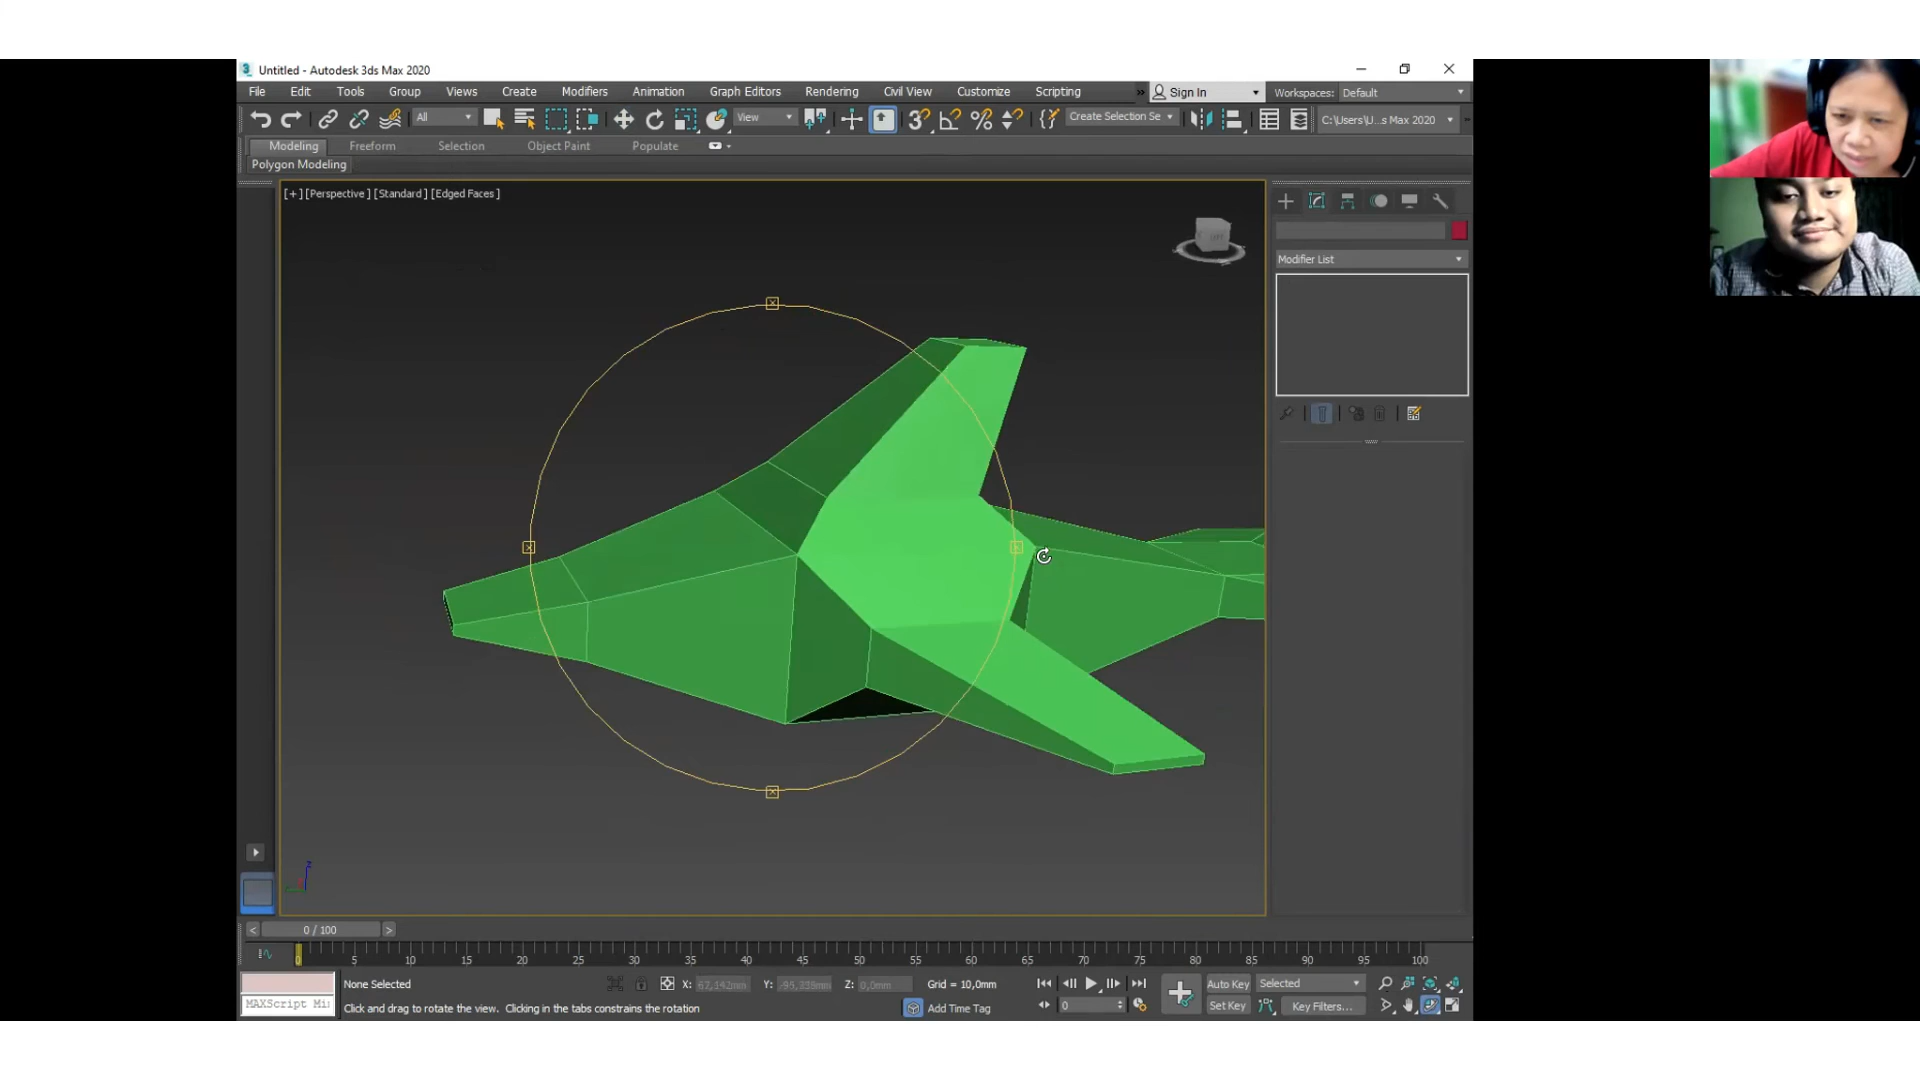 Untitled - Autodesk 3ds Max 2020
File Edit Tools Group Views Create Modifiers Animation Graph Editors Rendering Civil View Customize Scripting
Sign In Workspaces: Default
All View Create Selection Se C:\Users\U...s Max 2020
Modeling Freeform Selection Object Paint Populate
Polygon Modeling
[+] [Perspective] [Standard] [Edged Faces]
Modifier List
z
0 / 100
0 5 10 15 20 25 30 35 40 45 50 55 60 65 70 75 80 85 90 95 100
None Selected X: Y: Z: 0,0mm Grid = 10,0mm Auto Key Selected
MAXScript Mi Click and drag to rotate the view. Clicking in the tabs constrains the rotation Add Time Tag 0 Set Key Key Filters...